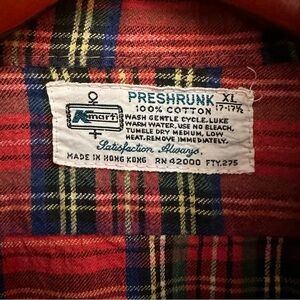 PRESHRUNK XL
100% COTTON 17-17½
Kmart
WASH GENTLE CYCLE. LUKE
WARM WATER. USE NO BLEACH.
TUMBLE DRY MEDIUM, LOW
HEAT. REMOVE IMMEDIATELY.
Satisfaction Always.
MADE IN HONG KONG RN 42000 FTY.275